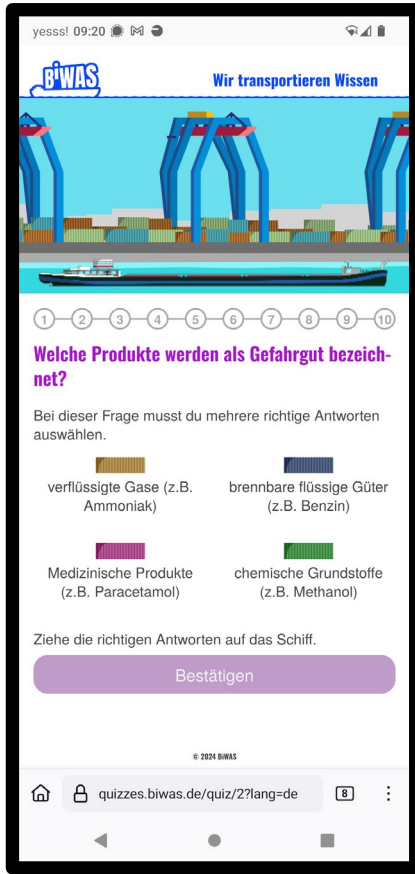 yesss! 09:20
BiWAS
Wir transportieren Wissen
1 2 3 4 5 6 7 8 9 10
Welche Produkte werden als Gefahrgut bezeich-
net?
Bei dieser Frage musst du mehrere richtige Antworten
auswählen.
verflüssigte Gase (z.B.
Ammoniak)
brennbare flüssige Güter
(z.B. Benzin)
Medizinische Produkte
(z.B. Paracetamol)
chemische Grundstoffe
(z.B. Methanol)
Ziehe die richtigen Antworten auf das Schiff.
Bestätigen
© 2024 BiWAS
quizzes.biwas.de/quiz/2?lang=de
8